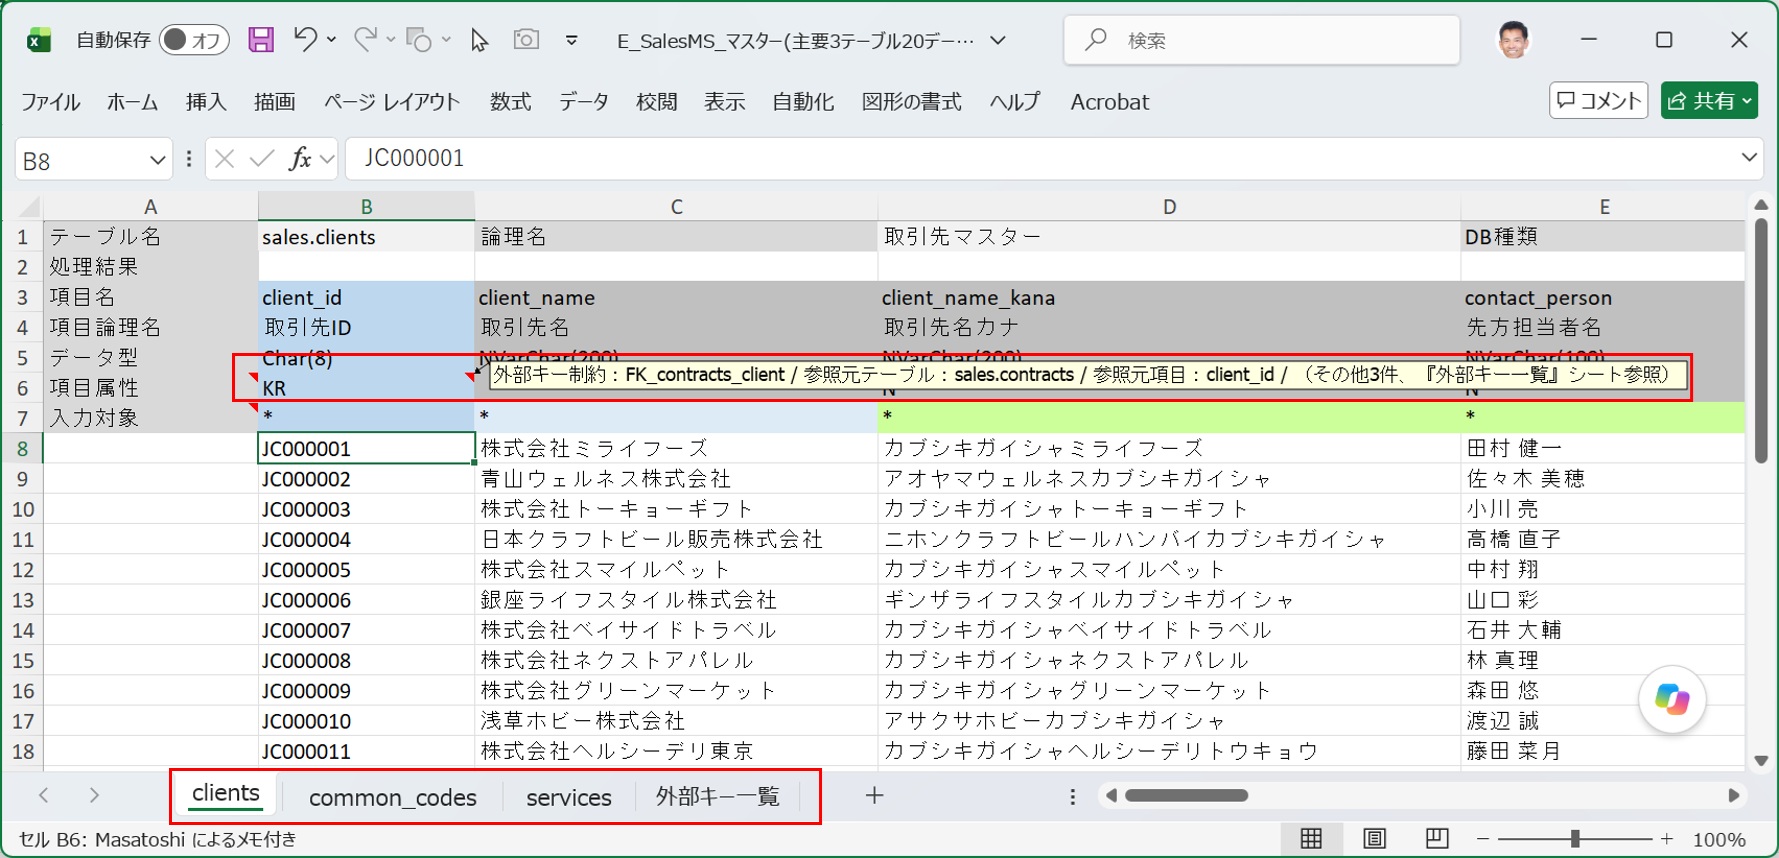 自動保存 オフ E_SalesMS_マスター(主要3テーブル20デー… 検索
ファイル ホーム 挿入 描画 ページ レイアウト 数式 データ 校閲 表示 自動化 図形の書式 ヘルプ Acrobat コメント 共有
B8 fx JC000001
A B C D E
1 テーブル名 sales.clients 論理名 取引先マスター DB種類
2 処理結果
3 項目名 client_id client_name client_name_kana contact_person
4 項目論理名 取引先ID 取引先名 取引先名カナ 先方担当者名
5 データ型 Char(8) NVarChar(200) NVarChar(200) NVarChar(100)
外部キー制約：FK_contracts_client / 参照元テーブル：sales.contracts / 参照元項目：client_id / （その他3件、『外部キー一覧』シート参照）
6 項目属性 KR N N
7 入力対象 * * * *
8 JC000001 株式会社ミライフーズ カブシキガイシャミライフーズ 田村 健一
9 JC000002 青山ウェルネス株式会社 アオヤマウェルネスカブシキガイシャ 佐々木 美穂
10 JC000003 株式会社トーキョーギフト カブシキガイシャトーキョーギフト 小川 亮
11 JC000004 日本クラフトビール販売株式会社 ニホンクラフトビールハンバイカブシキガイシャ 高橋 直子
12 JC000005 株式会社スマイルペット カブシキガイシャスマイルペット 中村 翔
13 JC000006 銀座ライフスタイル株式会社 ギンザライフスタイルカブシキガイシャ 山口 彩
14 JC000007 株式会社ベイサイドトラベル カブシキガイシャベイサイドトラベル 石井 大輔
15 JC000008 株式会社ネクストアパレル カブシキガイシャネクストアパレル 林 真理
16 JC000009 株式会社グリーンマーケット カブシキガイシャグリーンマーケット 森田 悠
17 JC000010 浅草ホビー株式会社 アサクサホビーカブシキガイシャ 渡辺 誠
18 JC000011 株式会社ヘルシーデリ東京 カブシキガイシャヘルシーデリトウキョウ 藤田 菜月
clients common_codes services 外部キー一覧
セル B6: Masatoshi によるメモ付き 100%